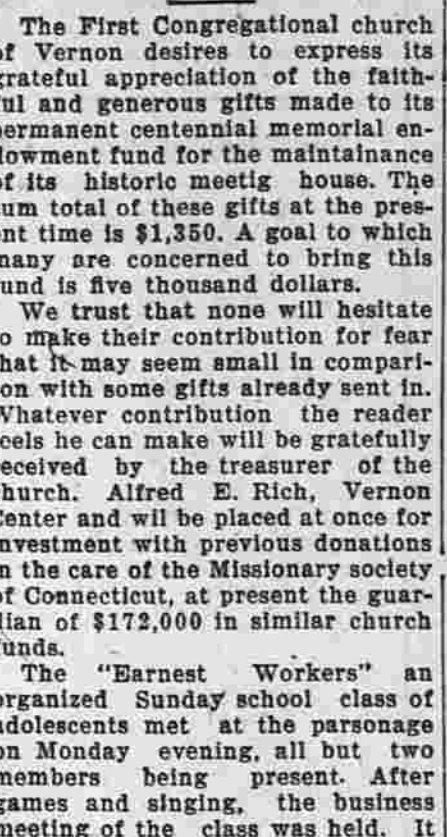 The First Congregational church
of Vernon desires to express its
grateful appreciation of the faith-
ful and generous gifts made to its
permanent centennial memorial en-
dowment fund for the maintainance
of its historic meetig house. The
sum total of these gifts at the pres-
ent time is $1,350. A goal to which
many are concerned to bring this
fund is five thousand dollars.
We trust that none will hesitate
to make their contribution for fear
that it may seem small in compari-
son with some gifts already sent in.
Whatever contribution the reader
feels he can make will be gratefully
received by the treasurer of the
church. Alfred E. Rich, Vernon
Center and wil be placed at once for
investment with previous donations
in the care of the Missionary society
of Connecticut, at present the guar-
dian of $172,000 in similar church
funds.
The "Earnest Workers" an
organized Sunday school class of
adolescents met at the parsonage
on Monday evening, all but two
members being present. After
games and singing, the business
meeting of the class was held. It